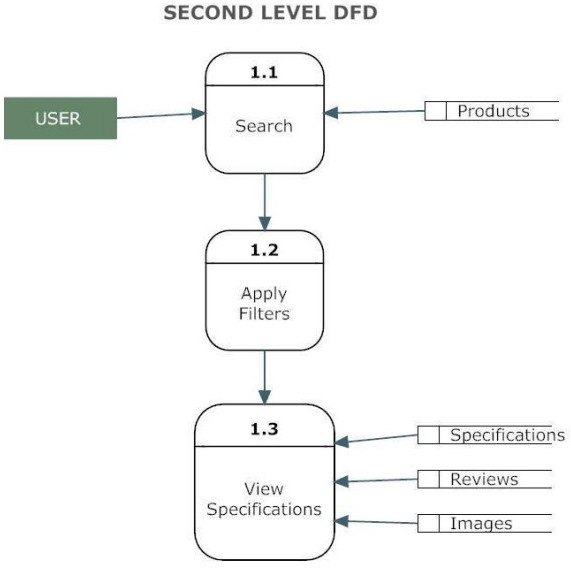 SECOND LEVEL DFD
1.1
USER
Search
Products
1.2
Apply
Filters
1.3
View
Specifications
Specifications
Reviews
Images